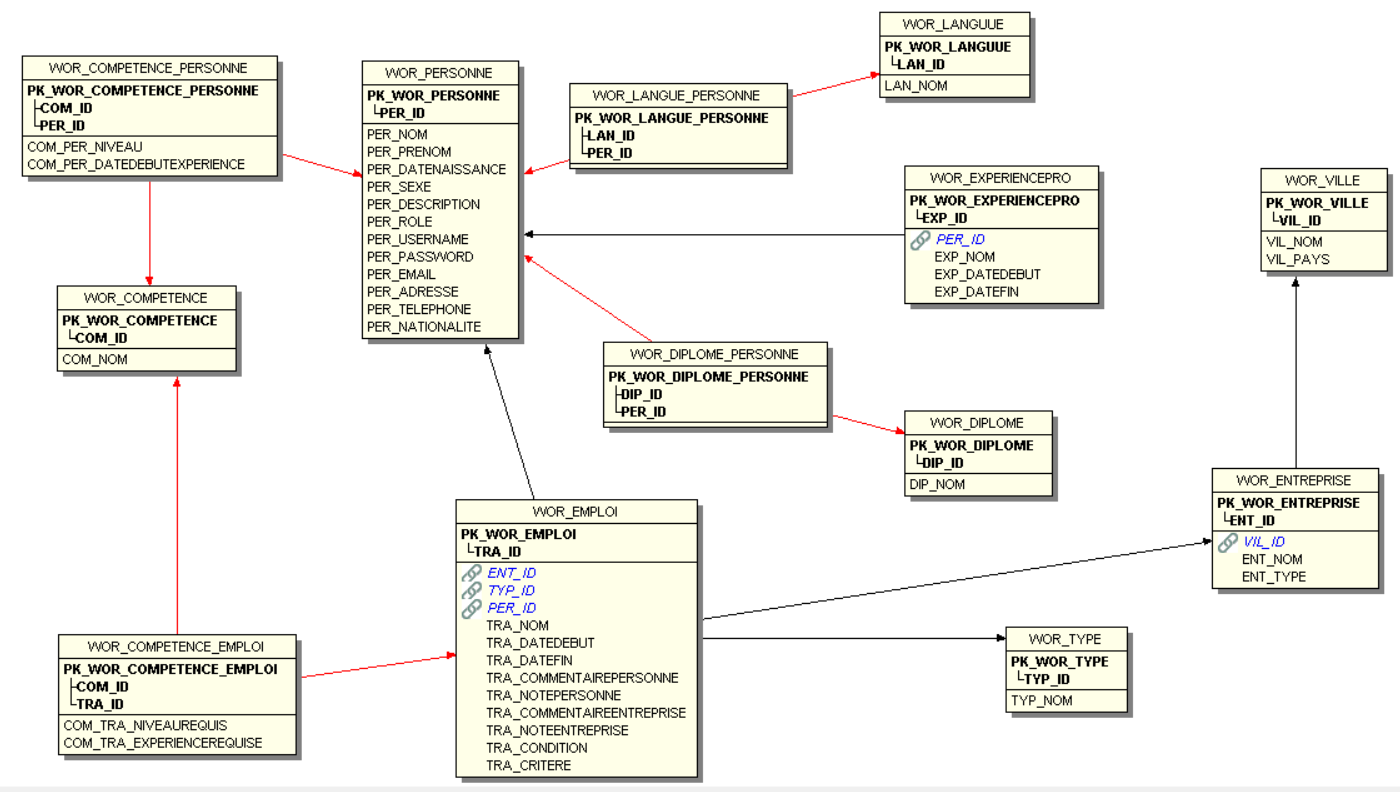 WOR_COMPETENCE_PERSONNE
PK_WOR_COMPETENCE_PERSONNE
COM_ID
PER_ID
COM_PER_NIVEAU
COM_PER_DATEDEBUTEXPERIENCE
WOR_PERSONNE
PK_WOR_PERSONNE
PER_ID
PER_NOM
PER_PRENOM
PER_DATENAISSANCE
PER_SEXE
PER_DESCRIPTION
PER_ROLE
PER_USERNAME
PER_PASSWORD
PER_EMAIL
PER_ADRESSE
PER_TELEPHONE
PER_NATIONALITE
WOR_LANGUE_PERSONNE
PK_WOR_LANGUE_PERSONNE
LAN_ID
PER_ID
WOR_LANGUUE
PK_WOR_LANGUUE
LAN_ID
LAN_NOM
WOR_EXPERIENCEPRO
PK_WOR_EXPERIENCEPRO
EXP_ID
PER_ID
EXP_NOM
EXP_DATEDEBUT
EXP_DATEFIN
WOR_VILLE
PK_WOR_VILLE
VIL_ID
VIL_NOM
VIL_PAYS
WOR_COMPETENCE
PK_WOR_COMPETENCE
COM_ID
COM_NOM
WOR_DIPLOME_PERSONNE
PK_WOR_DIPLOME_PERSONNE
DIP_ID
PER_ID
WOR_DIPLOME
PK_WOR_DIPLOME
DIP_ID
DIP_NOM
WOR_ENTREPRISE
PK_WOR_ENTREPRISE
ENT_ID
VIL_ID
ENT_NOM
ENT_TYPE
WOR_EMPLOI
PK_WOR_EMPLOI
TRA_ID
ENT_ID
TYP_ID
PER_ID
TRA_NOM
TRA_DATEDEBUT
TRA_DATEFIN
TRA_COMMENTAIREPERSONNE
TRA_NOTEPERSONNE
TRA_COMMENTAIREENTREPRISE
TRA_NOTEENTREPRISE
TRA_CONDITION
TRA_CRITERE
WOR_TYPE
PK_WOR_TYPE
TYP_ID
TYP_NOM
WOR_COMPETENCE_EMPLOI
PK_WOR_COMPETENCE_EMPLOI
COM_ID
TRA_ID
COM_TRA_NIVEAUREQUIS
COM_TRA_EXPERIENCEREQUISE